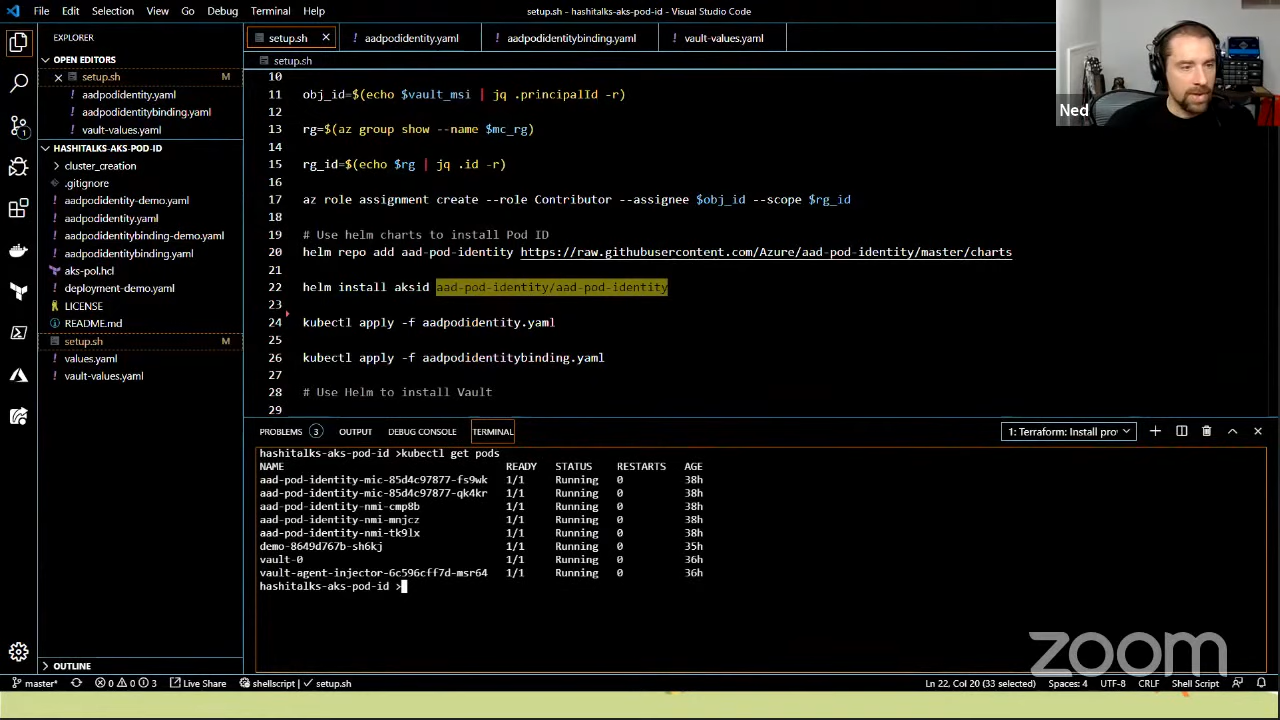 File Edit Selection View Go Debug Terminal Help
setup.sh - hashitalks-aks-pod-id - Visual Studio Code
EXPLORER
OPEN EDITORS
setup.sh M
aadpodidentity.yaml
aadpodidentitybinding.yaml
vault-values.yaml
HASHITALKS-AKS-POD-ID
cluster_creation
.gitignore
aadpodidentity-demo.yaml
aadpodidentity.yaml
aadpodidentitybinding-demo.yaml
aadpodidentitybinding.yaml
aks-pol.hcl
deployment-demo.yaml
LICENSE
README.md
setup.sh M
values.yaml
vault-values.yaml
OUTLINE
1
setup.sh aadpodidentity.yaml aadpodidentitybinding.yaml vault-values.yaml
setup.sh
10
11 obj_id=$(echo $vault_msi | jq .principalId -r)
12
13 rg=$(az group show --name $mc_rg)
14
15 rg_id=$(echo $rg | jq .id -r)
16
17 az role assignment create --role Contributor --assignee $obj_id --scope $rg_id
18
19 # Use helm charts to install Pod ID
20 helm repo add aad-pod-identity https://raw.githubusercontent.com/Azure/aad-pod-identity/master/charts
21
22 helm install aksid aad-pod-identity/aad-pod-identity
23
24 kubectl apply -f aadpodidentity.yaml
25
26 kubectl apply -f aadpodidentitybinding.yaml
27
28 # Use Helm to install Vault
29
PROBLEMS 3 OUTPUT DEBUG CONSOLE TERMINAL 1: Terraform: Install pro
hashitalks-aks-pod-id >kubectl get pods
NAME READY STATUS RESTARTS AGE
aad-pod-identity-mic-85d4c97877-fs9wk 1/1 Running 0 38h
aad-pod-identity-mic-85d4c97877-qk4kr 1/1 Running 0 38h
aad-pod-identity-nmi-cmp8b 1/1 Running 0 38h
aad-pod-identity-nmi-mnjcz 1/1 Running 0 38h
aad-pod-identity-nmi-tk9lx 1/1 Running 0 38h
demo-8649d767b-sh6kj 1/1 Running 0 35h
vault-0 1/1 Running 0 36h
vault-agent-injector-6c596cff7d-msr64 1/1 Running 0 36h
hashitalks-aks-pod-id >
Ned
zoom
master* 0 0 3 Live Share shellscript | setup.sh Ln 22, Col 20 (33 selected) Spaces: 4 UTF-8 CRLF Shell Script